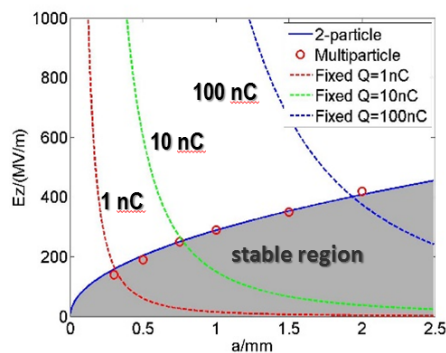 1000
800
600
400
200
0
Ez/(MV/m)
0
0.5
1
1.5
2
2.5
a/mm
2-particle
Multiparticle
Fixed Q=1nC
Fixed Q=10nC
Fixed Q=100nC
100 nC
10 nC
1 nC
stable region